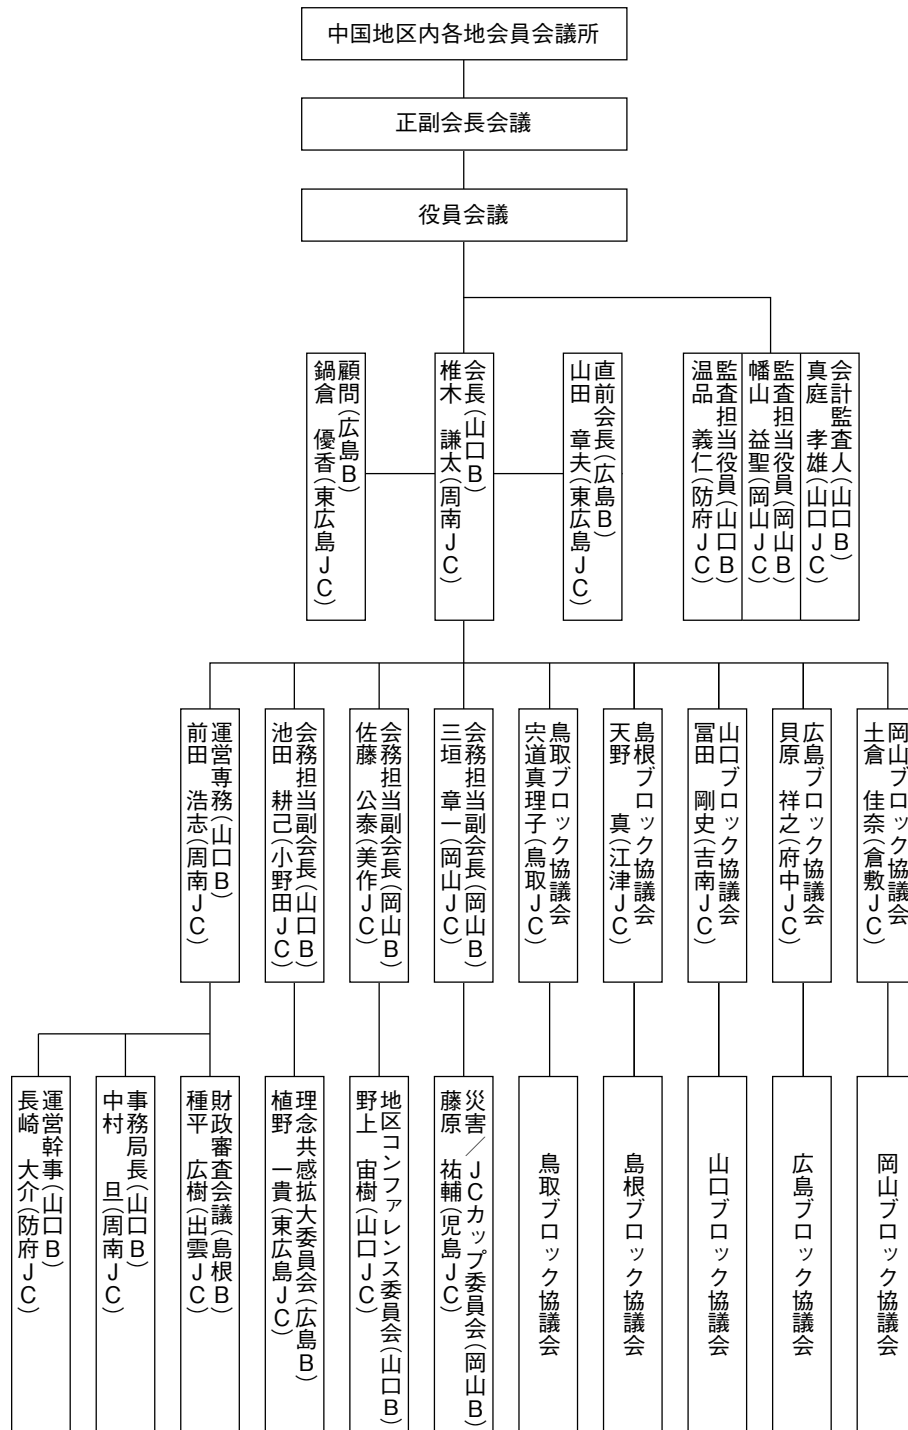 中国地区内各地会員会議所
正副会長会議
役員会議
顧問(広島B)
鍋倉　優香(東広島JC)
会長(山口B)
椎木　謙太(周南JC)
直前会長(広島B)
山田　章夫(東広島JC)
監査担当役員(山口B)
温品　義仁(防府JC)
監査担当役員(岡山B)
幡山　益聖(岡山JC)
会計監査人(山口B)
真庭　孝雄(山口JC)
運営専務(山口B)
前田　浩志(周南JC)
会務担当副会長(山口B)
池田　耕己(小野田JC)
会務担当副会長(岡山B)
佐藤　公泰(美作JC)
会務担当副会長(岡山B)
三垣　章一(岡山JC)
鳥取ブロック協議会
宍道真理子(鳥取JC)
島根ブロック協議会
天野　真(江津JC)
山口ブロック協議会
冨田　剛史(吉南JC)
広島ブロック協議会
貝原　祥之(府中JC)
岡山ブロック協議会
土倉　佳奈(倉敷JC)
運営幹事(山口B)
長崎　大介(防府JC)
事務局長(山口B)
中村　旦(周南JC)
財政審査会議(島根B)
種平　広樹(出雲JC)
理念共感拡大委員会(広島B)
植野　一貴(東広島JC)
地区コンファレンス委員会(山口B)
野上　宙樹(山口JC)
災害／JCカップ委員会(岡山B)
藤原　祐輔(児島JC)
鳥取ブロック協議会
島根ブロック協議会
山口ブロック協議会
広島ブロック協議会
岡山ブロック協議会